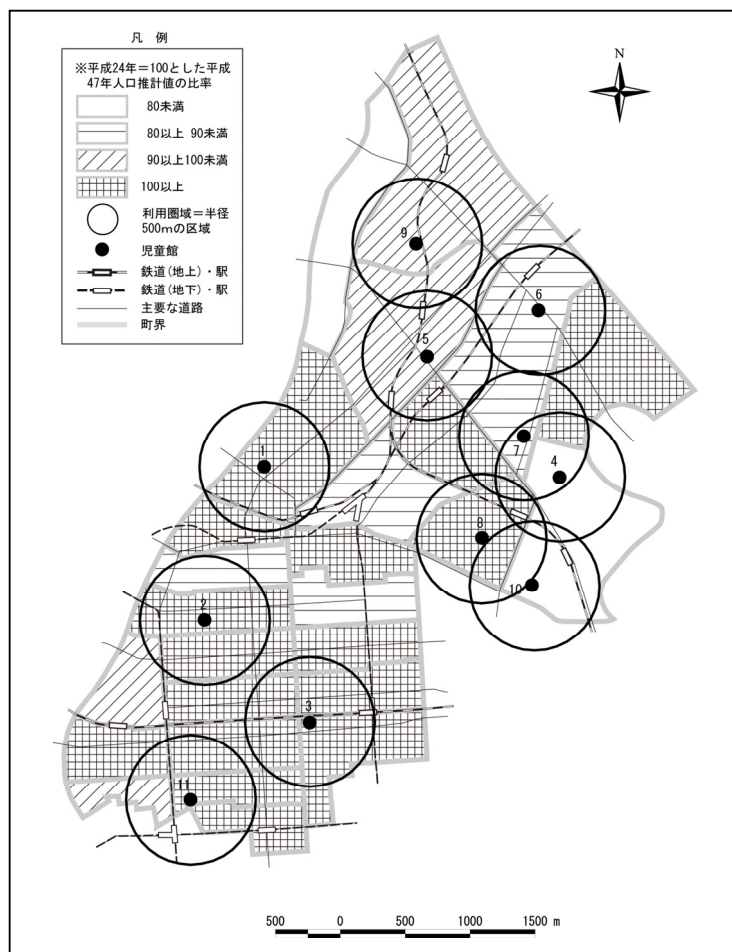 凡 例
※平成24年＝100とした平成
47年人口推計値の比率
80未満
80以上 90未満
90以上100未満
100以上
利用圏域＝半径
500mの区域
児童館
鉄道(地上)・駅
鉄道(地下)・駅
主要な道路
町界
N
9
6
5
7
1
4
8
10
2
3
11
500 0 500 1000 1500 m